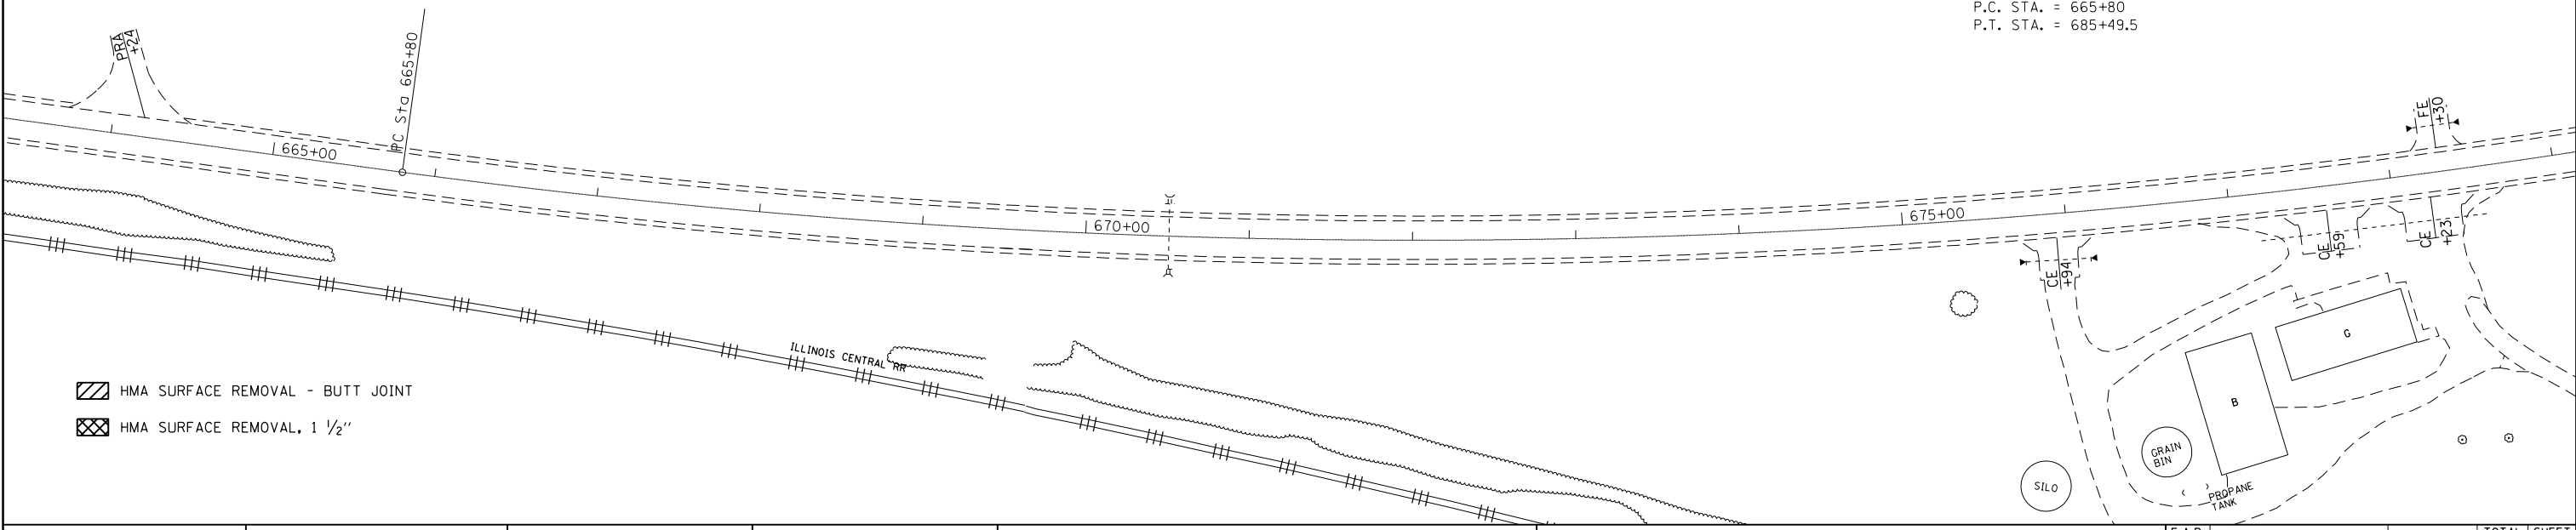 P.C. STA. = 665+80
P.T. STA. = 685+49.5
PRA
+24
PC Sta 665+80
665+00
670+00
675+00
FE
+30
CE
+94
CE
+59
CE
+23
ILLINOIS CENTRAL RR
HMA SURFACE REMOVAL - BUTT JOINT
HMA SURFACE REMOVAL, 1 1/2"
G
B
GRAIN
BIN
SILO
PROPANE
TANK